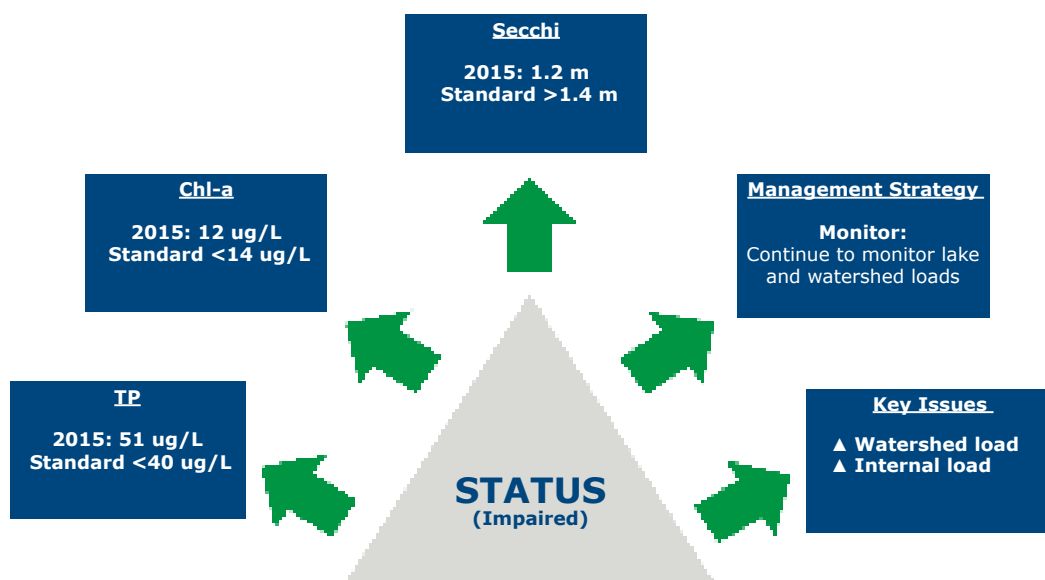 Secchi
2015: 1.2 m
Standard >1.4 m
Chl-a
2015: 12 ug/L
Standard <14 ug/L
Management Strategy
Monitor:
Continue to monitor lake
and watershed loads
TP
2015: 51 ug/L
Standard <40 ug/L
Key Issues
▲ Watershed load
▲ Internal load
STATUS
(Impaired)